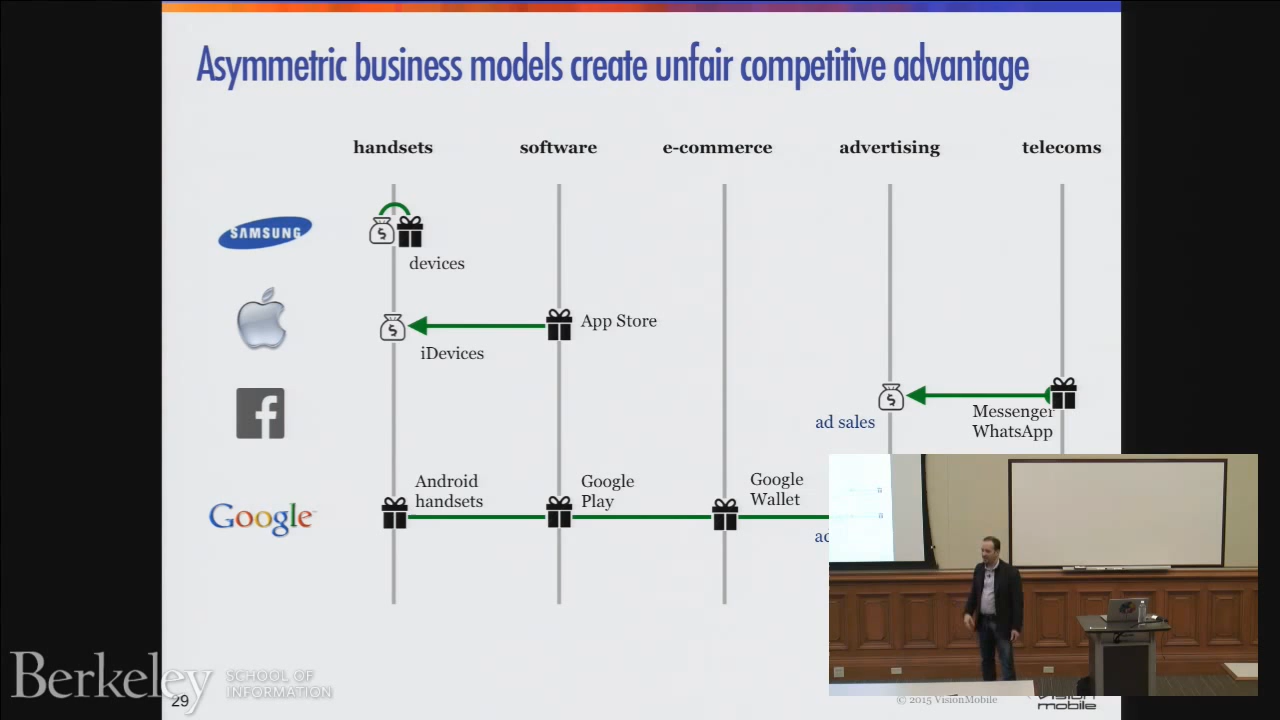 Asymmetric business models create unfair competitive advantage
handsets software e-commerce advertising telecoms
SAMSUNG
devices
App Store
iDevices
ad sales
Messenger
WhatsApp
Android
handsets
Google
Play
Google
Wallet
Google
Berkeley SCHOOL OF
INFORMATION
29
© 2015 VisionMobile
mobile